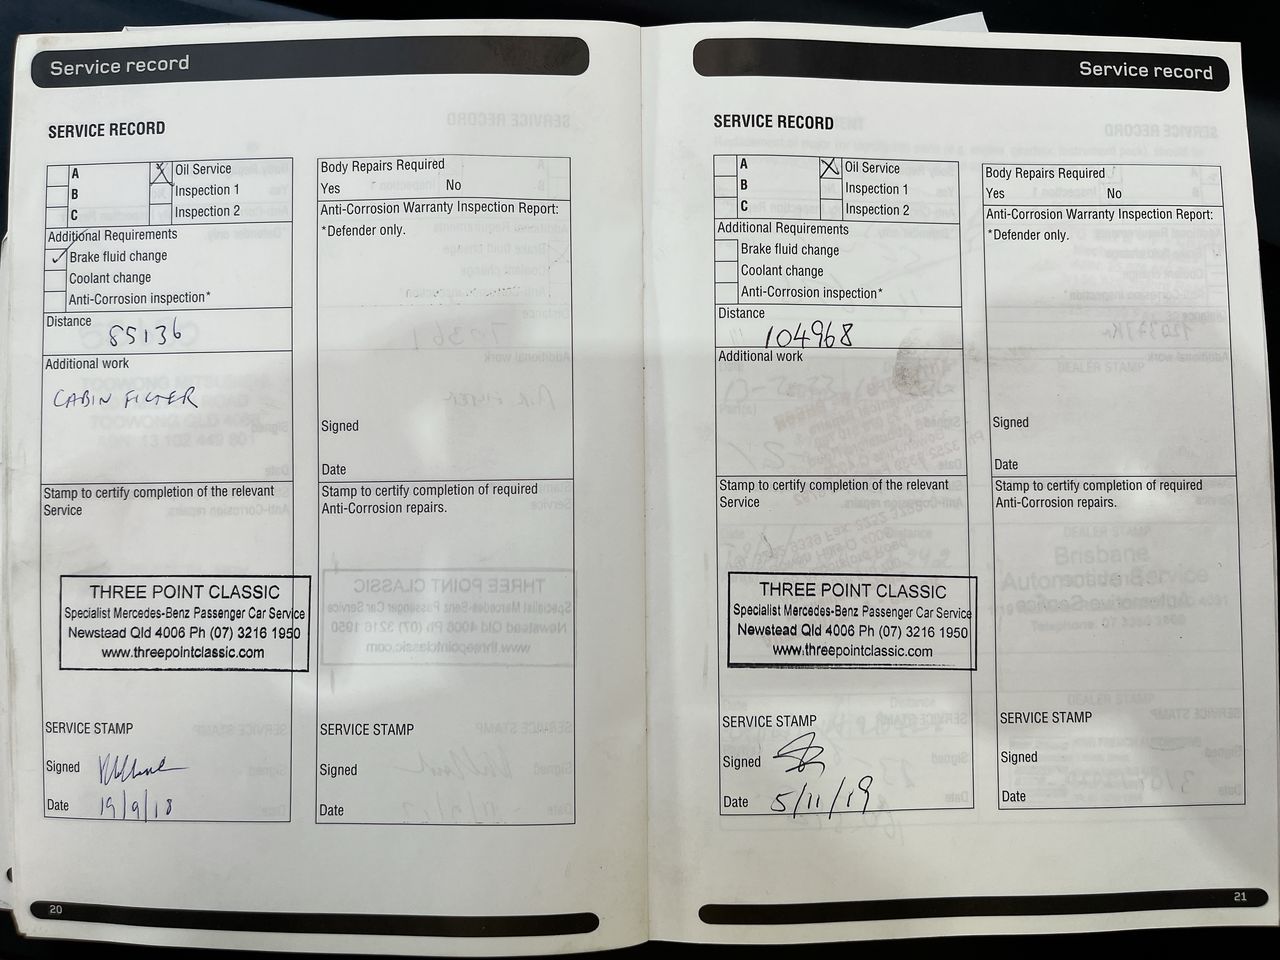 Service record
SERVICE RECORD
A
B
C
X Oil Service
Inspection 1
Inspection 2
Additional Requirements
✓ Brake fluid change
Coolant change
Anti-Corrosion inspection*
Distance
85136
Additional work
CABIN FILTER
Stamp to certify completion of the relevant
Service
THREE POINT CLASSIC
Specialist Mercedes-Benz Passenger Car Service
Newstead Qld 4006 Ph (07) 3216 1950
www.threepointclassic.com
SERVICE STAMP
Signed
Date 19/9/18
Body Repairs Required
Yes No
Anti-Corrosion Warranty Inspection Report:
*Defender only.
Signed
Date
Stamp to certify completion of required
Anti-Corrosion repairs.
SERVICE STAMP
Signed
Date
20
Service record
SERVICE RECORD
A
B
C
X Oil Service
Inspection 1
Inspection 2
Additional Requirements
Brake fluid change
Coolant change
Anti-Corrosion inspection*
Distance
104968
Additional work
Stamp to certify completion of the relevant
Service
THREE POINT CLASSIC
Specialist Mercedes-Benz Passenger Car Service
Newstead Qld 4006 Ph (07) 3216 1950
www.threepointclassic.com
SERVICE STAMP
Signed
Date 5/11/19
Body Repairs Required
Yes No
Anti-Corrosion Warranty Inspection Report:
*Defender only.
Signed
Date
Stamp to certify completion of required
Anti-Corrosion repairs.
SERVICE STAMP
Signed
Date
21